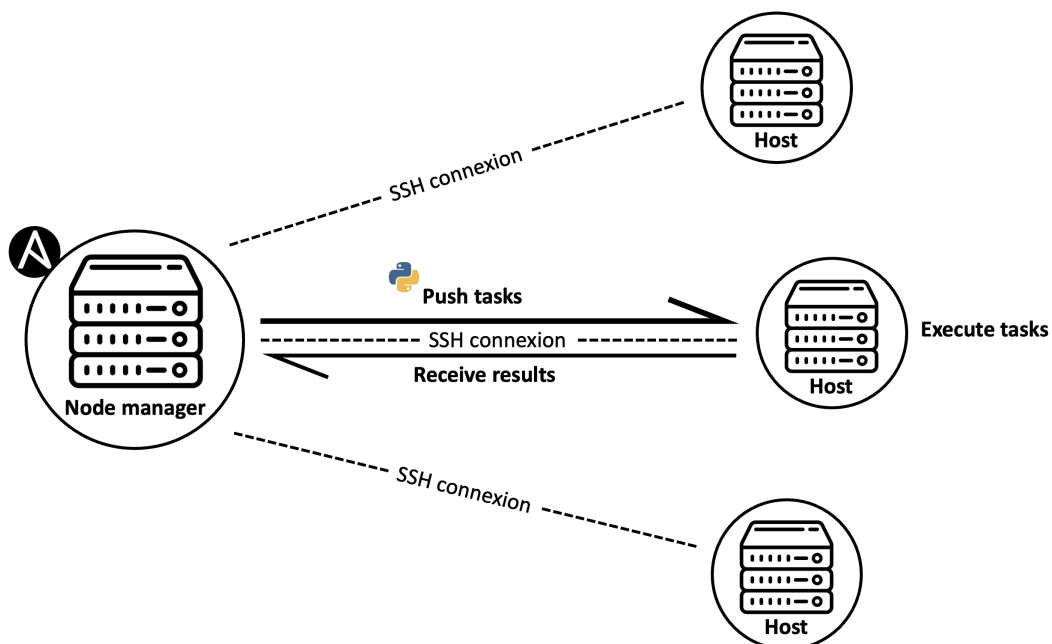 Host
SSH connexion
Push tasks
SSH connexion
Receive results
Execute tasks
Host
Node manager
SSH connexion
Host